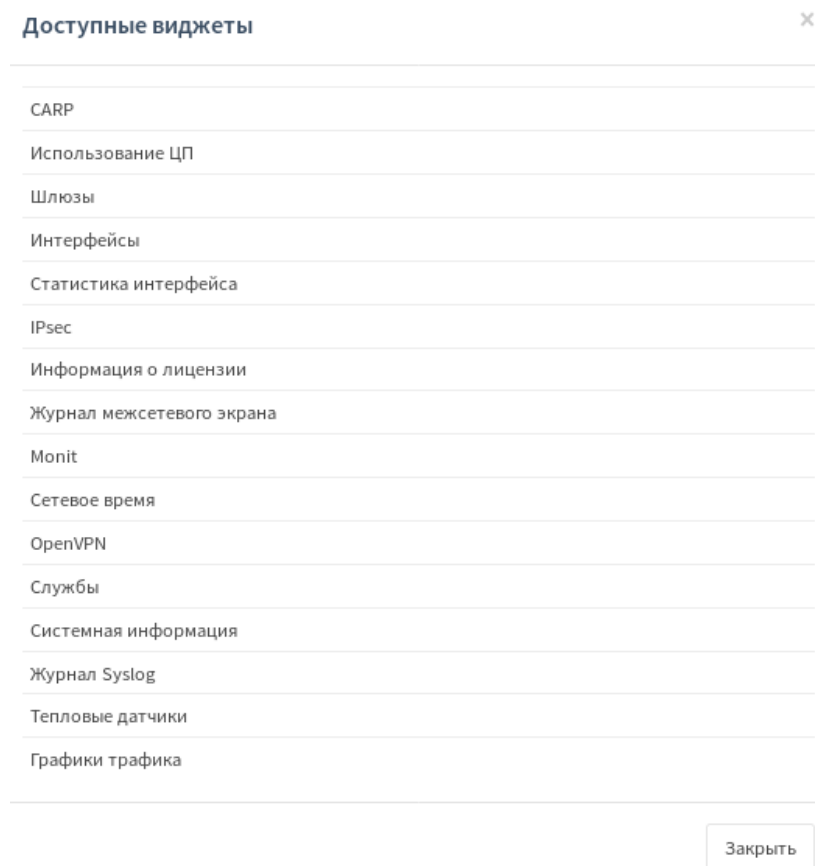 Доступные виджеты
×
CARP
Использование ЦП
Шлюзы
Интерфейсы
Статистика интерфейса
IPsec
Информация о лицензии
Журнал межсетевого экрана
Monit
Сетевое время
OpenVPN
Службы
Системная информация
Журнал Syslog
Тепловые датчики
Графики трафика
Закрыть